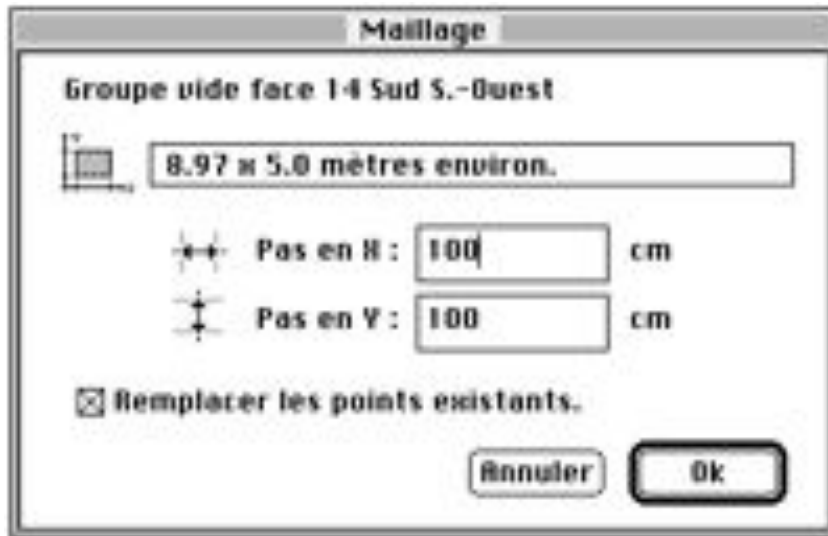 Maillage
Groupe vide face 14 Sud S.-Ouest
8.97 x 5.0 mètres environ.
Pas en X : 100 cm
Pas en Y : 100 cm
Remplacer les points existants.
Annuler Ok